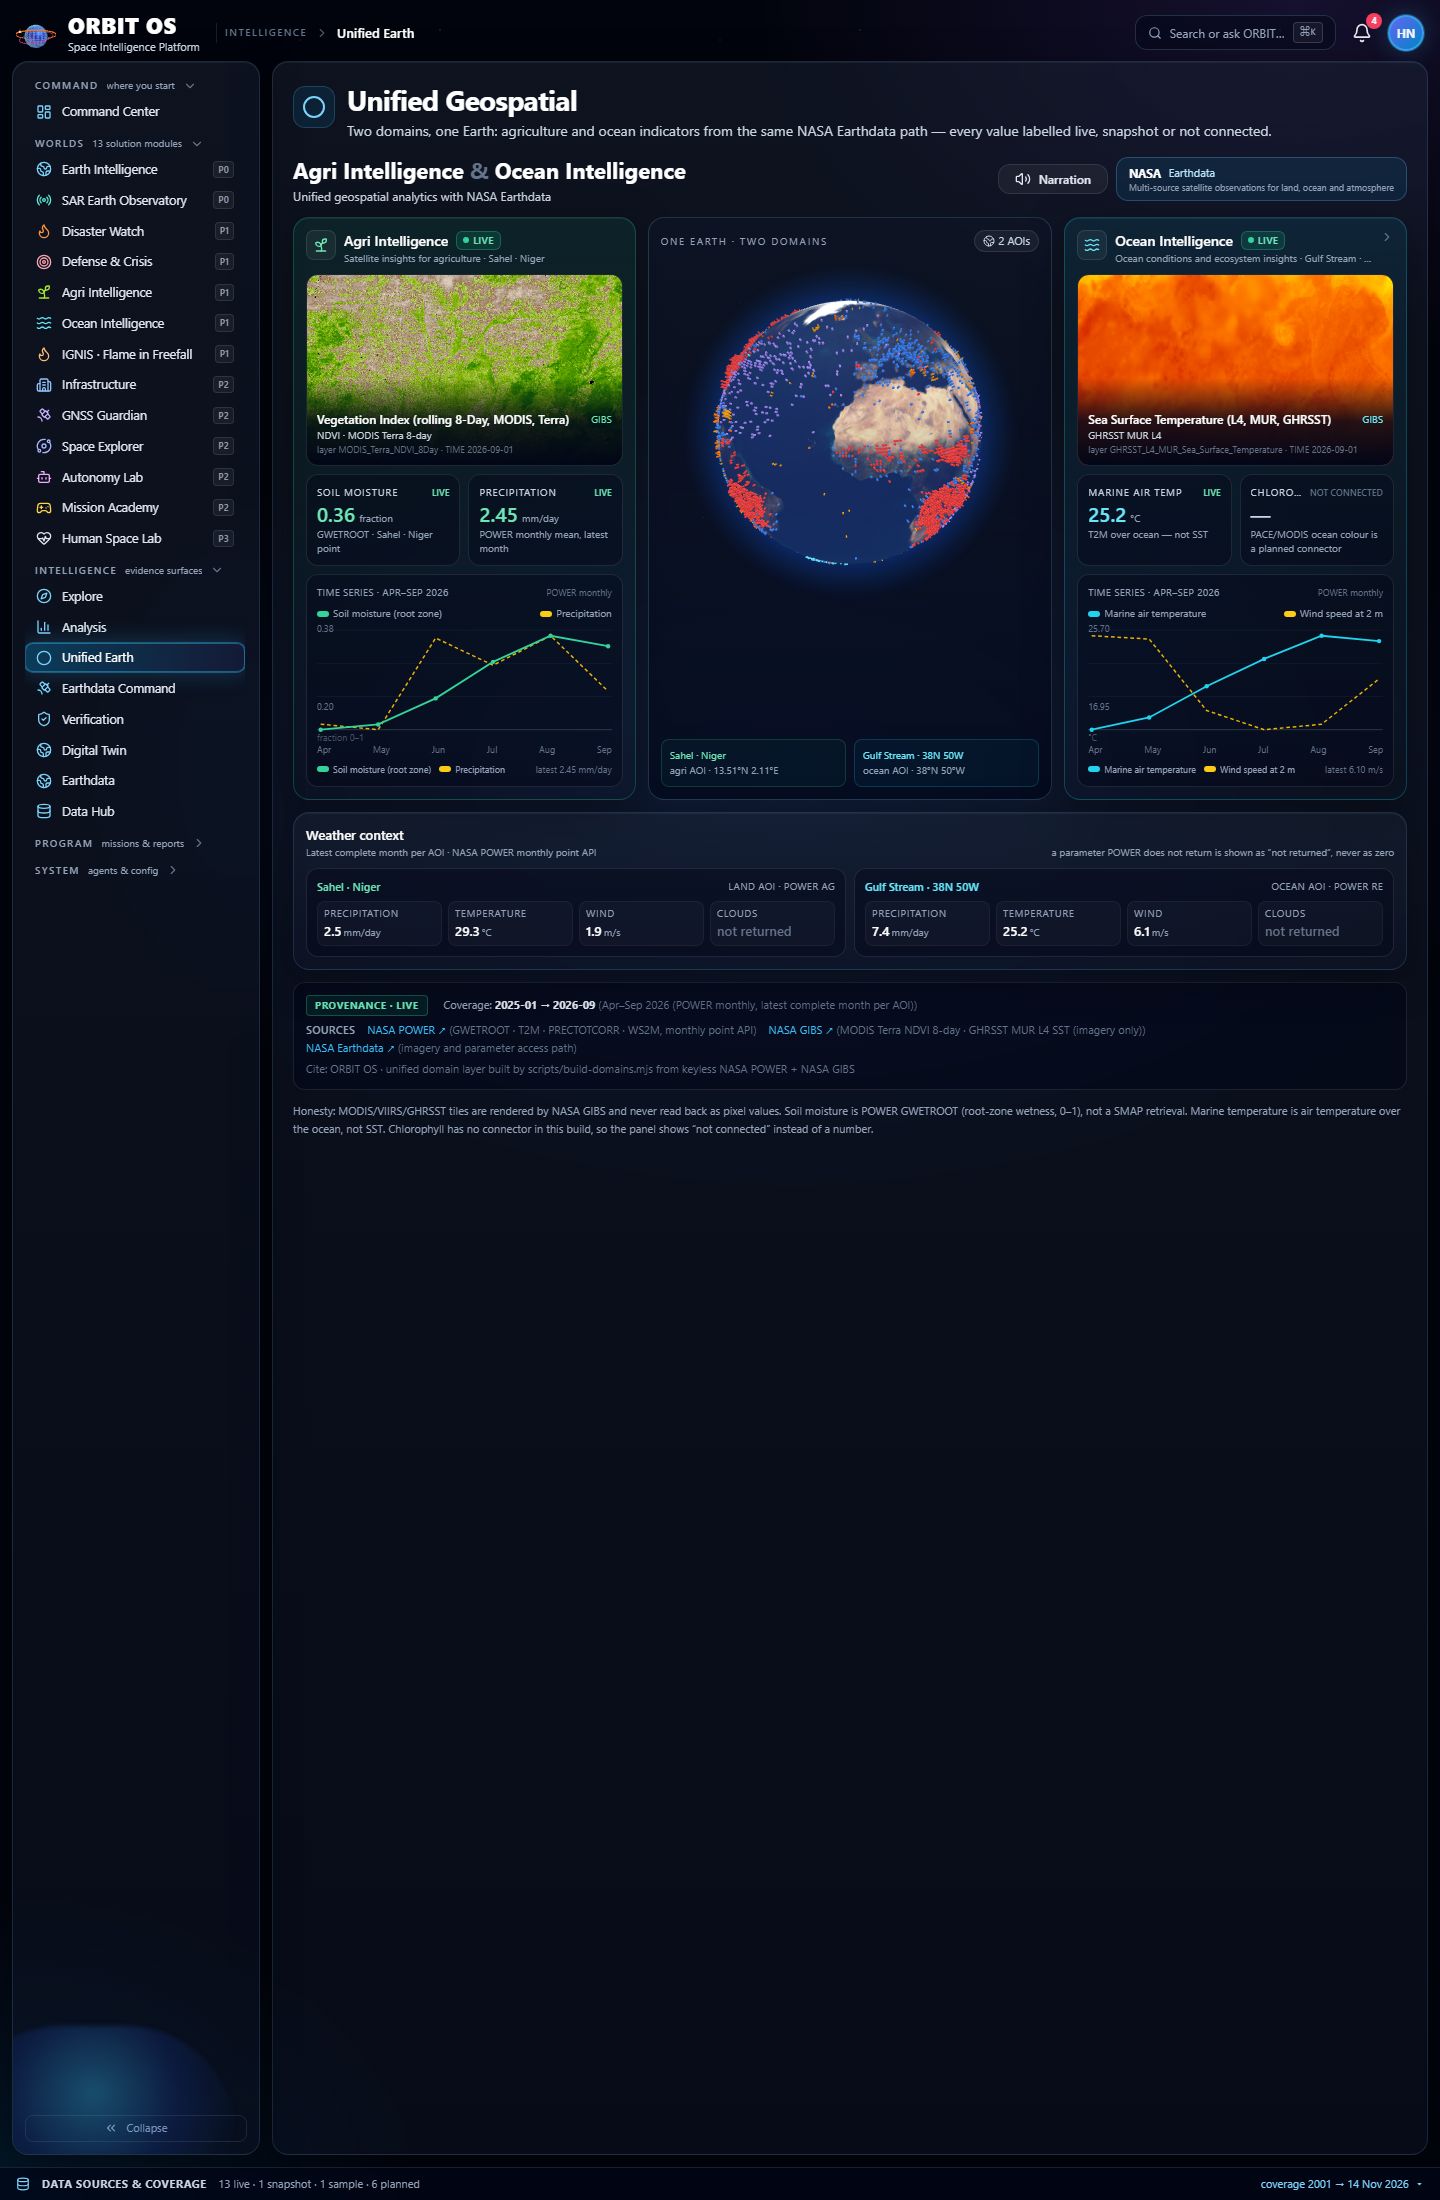 ORBIT OS
Space Intelligence Platform
INTELLIGENCE > Unified Earth
Search or ask ORBIT... ⌘K
4
HN
COMMAND where you start
Command Center
WORLDS 13 solution modules
Earth Intelligence P0
SAR Earth Observatory P0
Disaster Watch P1
Defense & Crisis P1
Agri Intelligence P1
Ocean Intelligence P1
IGNIS · Flame in Freefall P1
Infrastructure P2
GNSS Guardian P2
Space Explorer P2
Autonomy Lab P2
Mission Academy P2
Human Space Lab P3
INTELLIGENCE evidence surfaces
Explore
Analysis
Unified Earth
Earthdata Command
Verification
Digital Twin
Earthdata
Data Hub
PROGRAM missions & reports
SYSTEM agents & config
Collapse
Unified Geospatial
Two domains, one Earth: agriculture and ocean indicators from the same NASA Earthdata path — every value labelled live, snapshot or not connected.
Agri Intelligence & Ocean Intelligence
Unified geospatial analytics with NASA Earthdata
Narration
NASA Earthdata
Multi-source satellite observations for land, ocean and atmosphere
Agri Intelligence LIVE
Satellite insights for agriculture · Sahel · Niger
Vegetation Index (rolling 8-Day, MODIS, Terra) GIBS
NDVI · MODIS Terra 8-day
layer MODIS_Terra_NDVI_8Day · TIME 2026-09-01
SOIL MOISTURE LIVE
0.36 fraction
GWETROOT · Sahel · Niger
point
PRECIPITATION LIVE
2.45 mm/day
POWER monthly mean, latest
month
TIME SERIES · APR–SEP 2026 POWER monthly
Soil moisture (root zone) Precipitation
0.38
0.20
fraction 0–1
Apr May Jun Jul Aug Sep
Soil moisture (root zone) Precipitation latest 2.45 mm/day
ONE EARTH · TWO DOMAINS 2 AOIs
Sahel · Niger
agri AOI · 13.51°N 2.11°E
Gulf Stream · 38N 50W
ocean AOI · 38°N 50°W
Ocean Intelligence LIVE
Ocean conditions and ecosystem insights · Gulf Stream · ...
Sea Surface Temperature (L4, MUR, GHRSST) GIBS
GHRSST MUR L4
layer GHRSST_L4_MUR_Sea_Surface_Temperature · TIME 2026-09-01
MARINE AIR TEMP LIVE
25.2 °C
T2M over ocean — not SST
CHLORO... NOT CONNECTED
—
PACE/MODIS ocean colour is
a planned connector
TIME SERIES · APR–SEP 2026 POWER monthly
Marine air temperature Wind speed at 2 m
25.70
16.95
°C
Apr May Jun Jul Aug Sep
Marine air temperature Wind speed at 2 m latest 6.10 m/s
Weather context
Latest complete month per AOI · NASA POWER monthly point API
a parameter POWER does not return is shown as “not returned”, never as zero
Sahel · Niger LAND AOI · POWER AG
PRECIPITATION TEMPERATURE WIND CLOUDS
2.5 mm/day 29.3 °C 1.9 m/s not returned
Gulf Stream · 38N 50W OCEAN AOI · POWER RE
PRECIPITATION TEMPERATURE WIND CLOUDS
7.4 mm/day 25.2 °C 6.1 m/s not returned
PROVENANCE · LIVE Coverage: 2025-01 → 2026-09 (Apr–Sep 2026 (POWER monthly, latest complete month per AOI))
SOURCES NASA POWER ↗ (GWETROOT · T2M · PRECTOTCORR · WS2M, monthly point API) NASA GIBS ↗ (MODIS Terra NDVI 8-day · GHRSST MUR L4 SST (imagery only))
NASA Earthdata ↗ (imagery and parameter access path)
Cite: ORBIT OS · unified domain layer built by scripts/build-domains.mjs from keyless NASA POWER + NASA GIBS
Honesty: MODIS/VIIRS/GHRSST tiles are rendered by NASA GIBS and never read back as pixel values. Soil moisture is POWER GWETROOT (root-zone wetness, 0–1), not a SMAP retrieval. Marine temperature is air temperature over
the ocean, not SST. Chlorophyll has no connector in this build, so the panel shows “not connected” instead of a number.
DATA SOURCES & COVERAGE 13 live · 1 snapshot · 1 sample · 6 planned
coverage 2001 → 14 Nov 2026